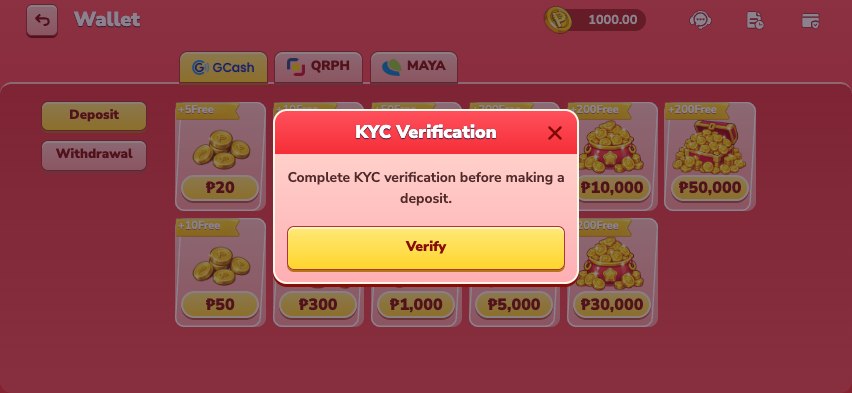 Wallet
1000.00
GCash
QRPH
MAYA
Deposit
Withdrawal
+5Free
+200Free
+200Free
₱20
₱10,000
₱50,000
KYC Verification
Complete KYC verification before making a
deposit.
Verify
+10Free
200Free
₱50
₱300
₱1,000
₱5,000
₱30,000